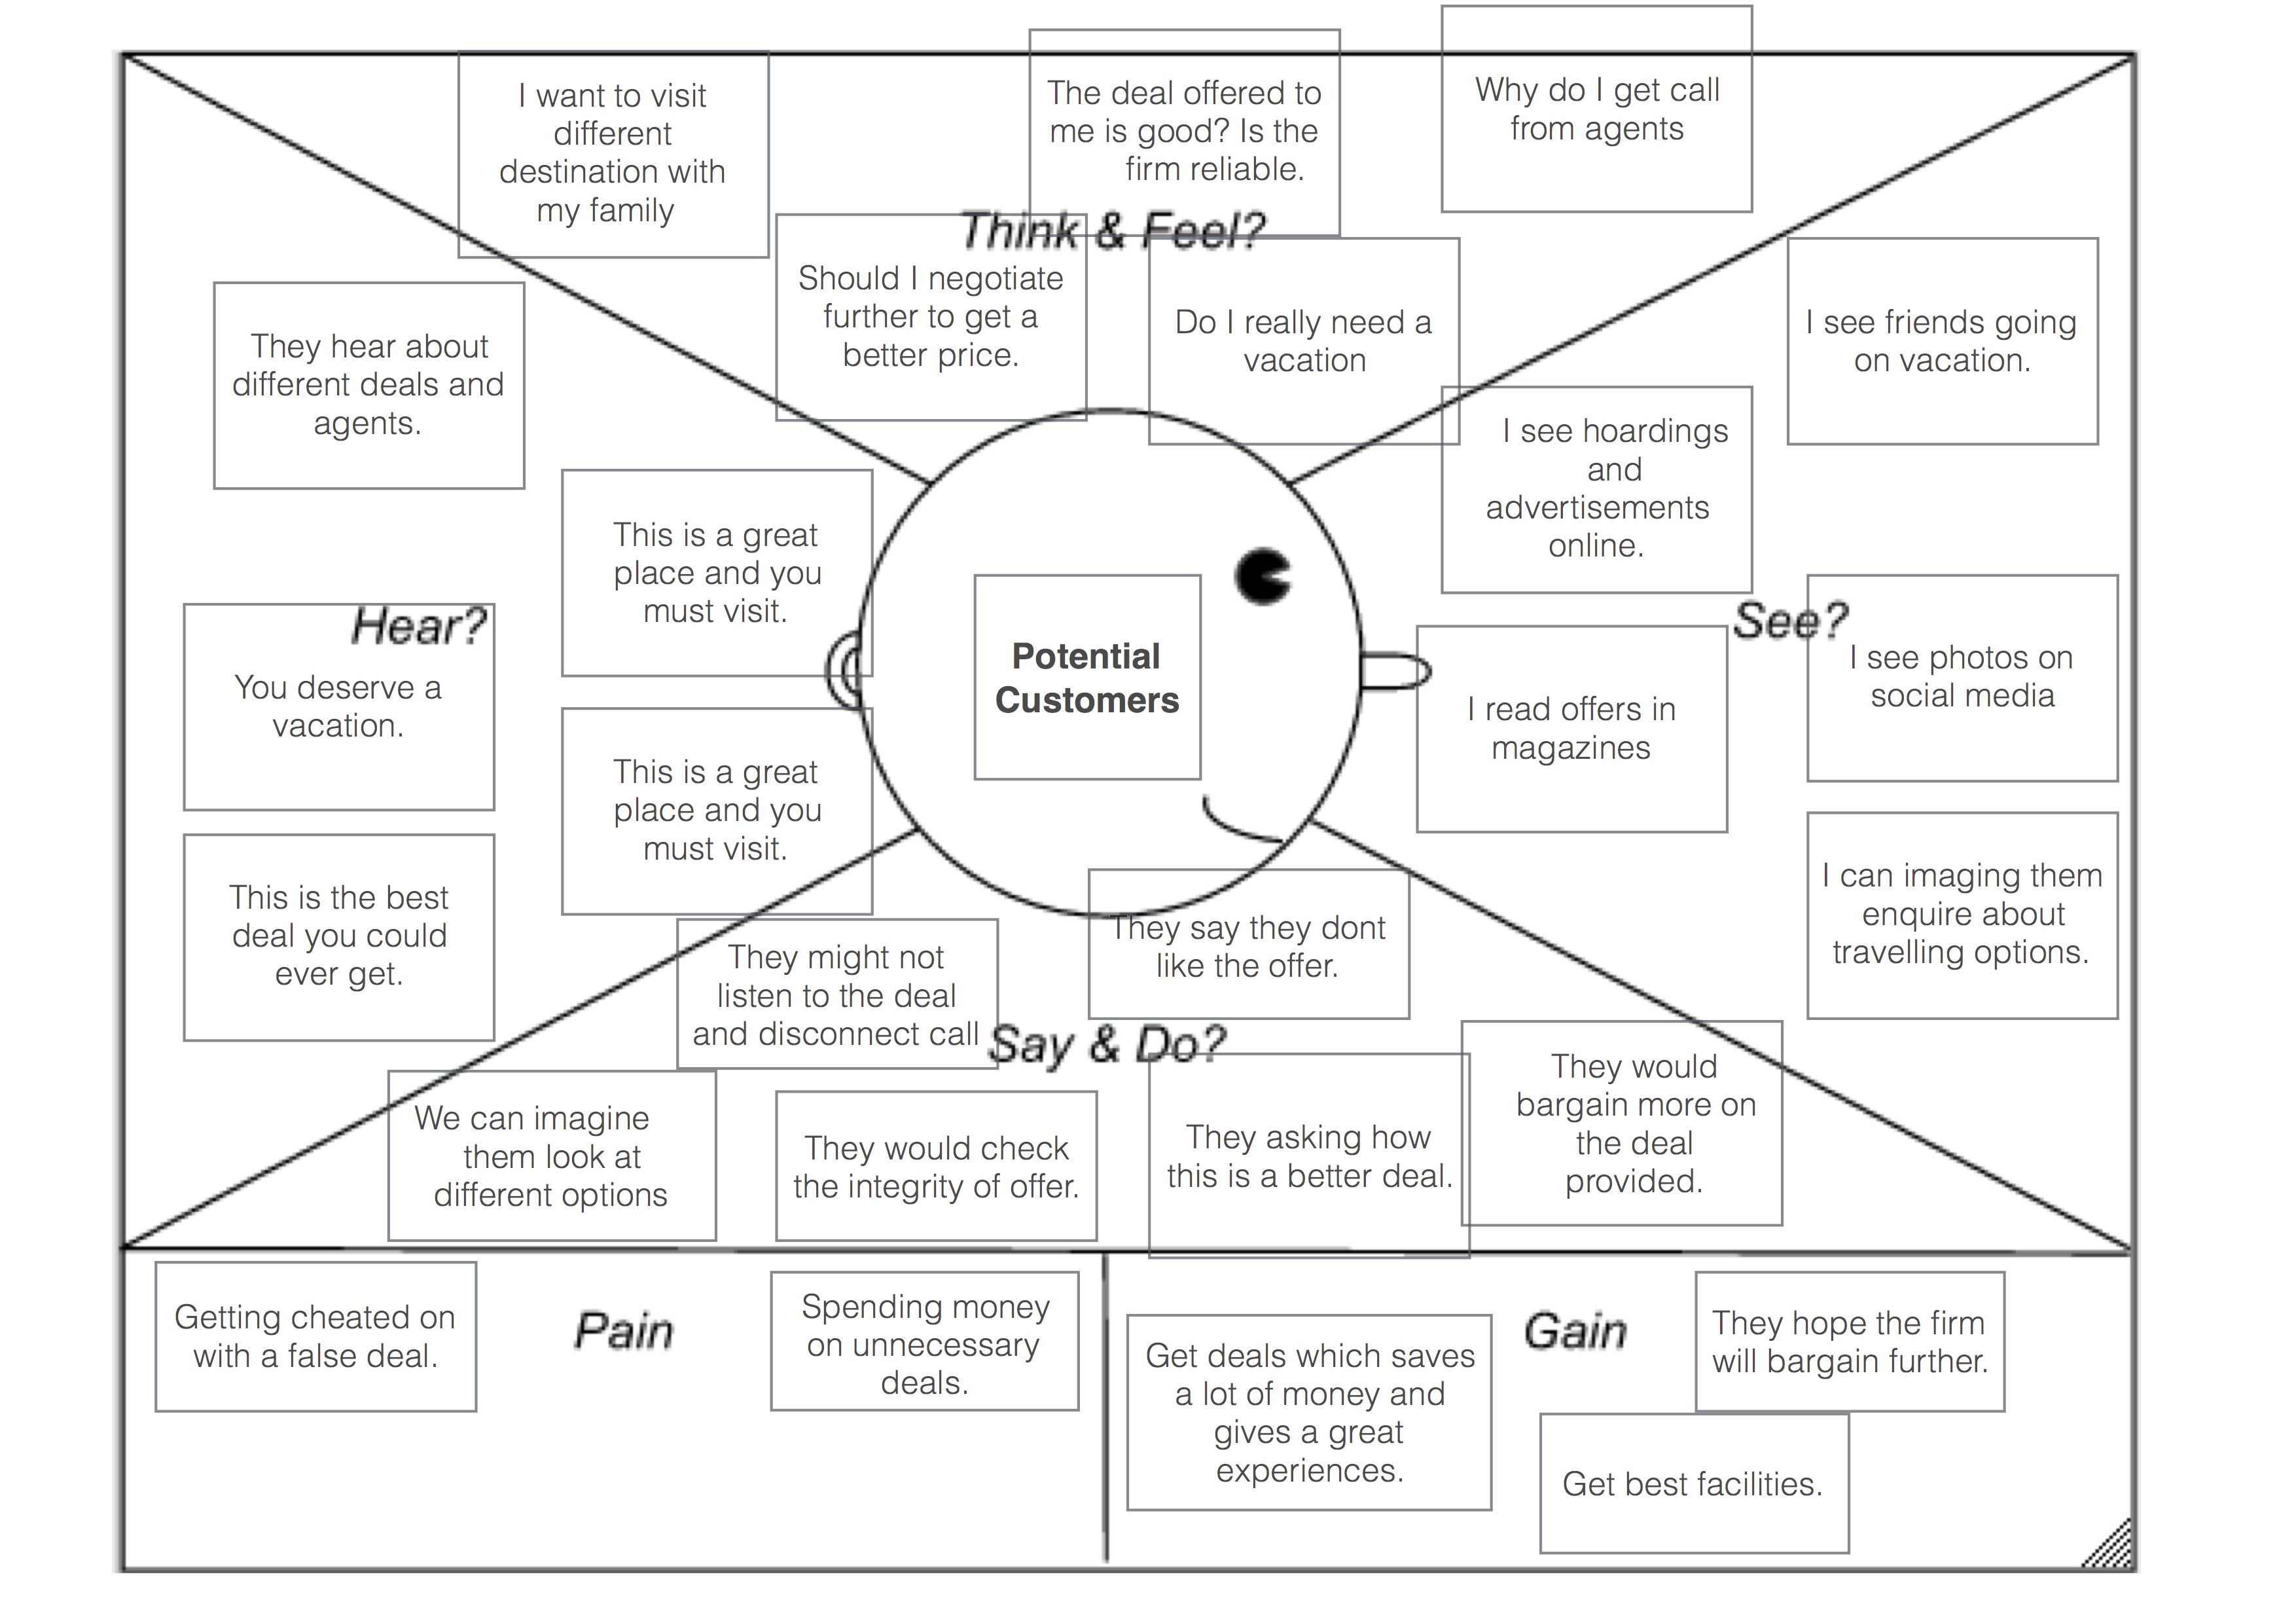 I want to visit
different
destination with
my family
The deal offered to
me is good? Is the
firm reliable.
Why do I get call
from agents
Think & Feel?
Should I negotiate
further to get a
better price.
Do I really need a
vacation
They hear about
different deals and
agents.
This is a great
place and you
must visit.
Hear?
You deserve a
vacation.
This is a great
place and you
must visit.
This is the best
deal you could
ever get.
Potential
Customers
I see friends going
on vacation.
I see hoardings
and
advertisements
online.
See?
I see photos on
social media
I read offers in
magazines
I can imaging them
enquire about
travelling options.
They might not
listen to the deal
and disconnect call
They say they dont
like the offer.
Say & Do?
We can imagine
them look at
different options
They would check
the integrity of offer.
They asking how
this is a better deal.
They would
bargain more on
the deal
provided.
Getting cheated on
with a false deal.
Pain
Spending money
on unnecessary
deals.
Get deals which saves
a lot of money and
gives a great
experiences.
Gain
They hope the firm
will bargain further.
Get best facilities.